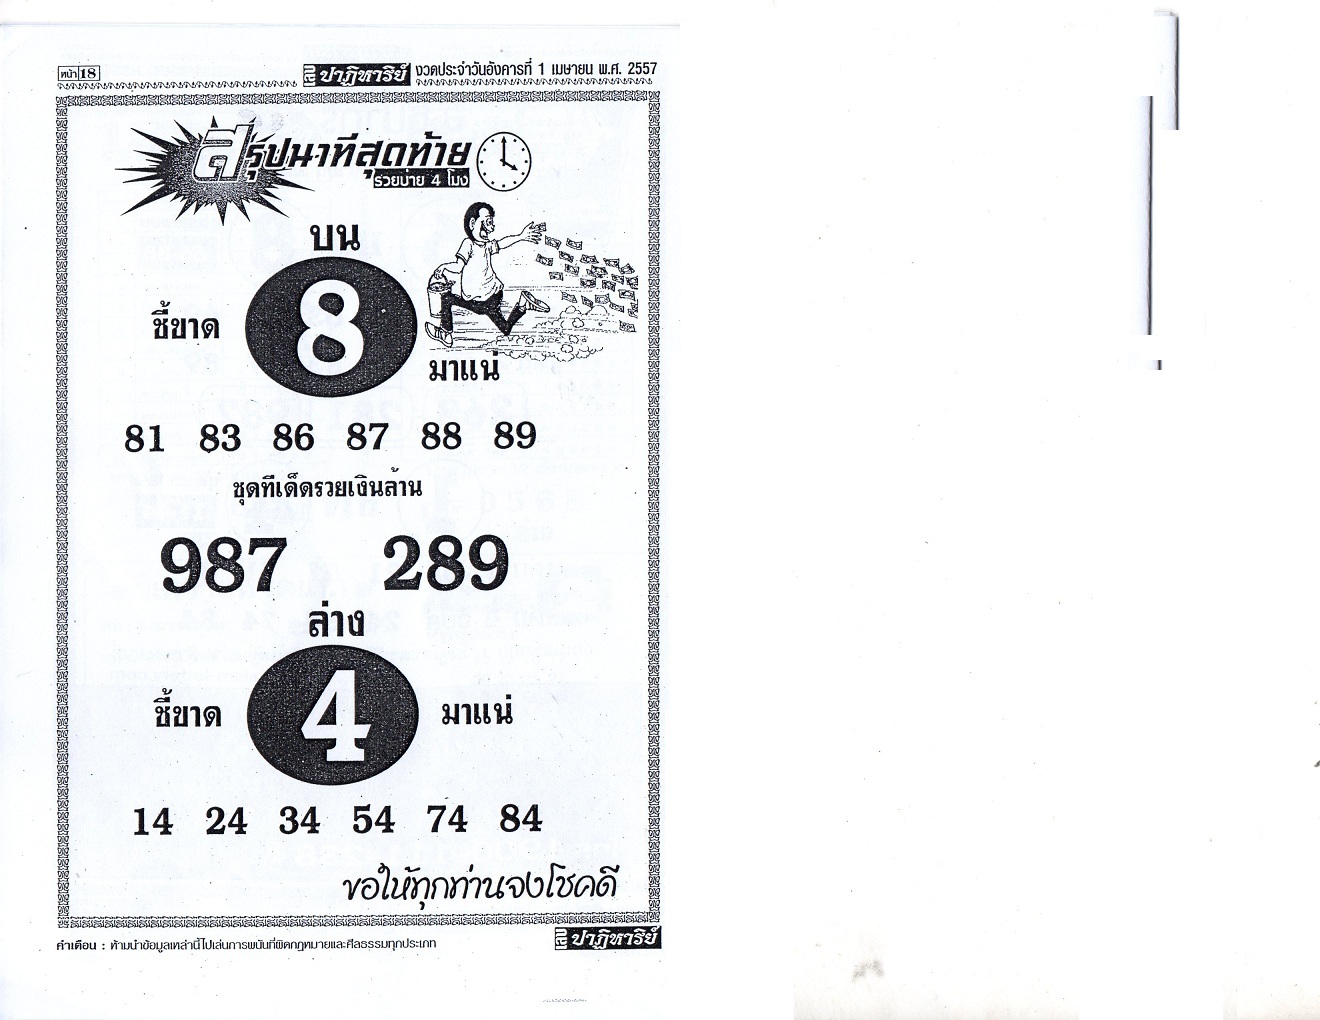 หน้า 18
เลขปาฏิหาริย์ งวดประจำวันอังคารที่ 1 เมษายน พ.ศ. 2557
สรุปนาทีสุดท้าย
รวยบ่าย 4 โมง
บน
ชี้ขาด 8 มาแน่
81 83 86 87 88 89
ชุดทีเด็ดรวยเงินล้าน
987 289
ล่าง
ชี้ขาด 4 มาแน่
14 24 34 54 74 84
ขอให้ทุกท่านจงโชคดี
คำเตือน : ห้ามนำข้อมูลเหล่านี้ไปเล่นการพนันที่ผิดกฎหมายและศีลธรรมทุกประเภท
เลขปาฏิหาริย์